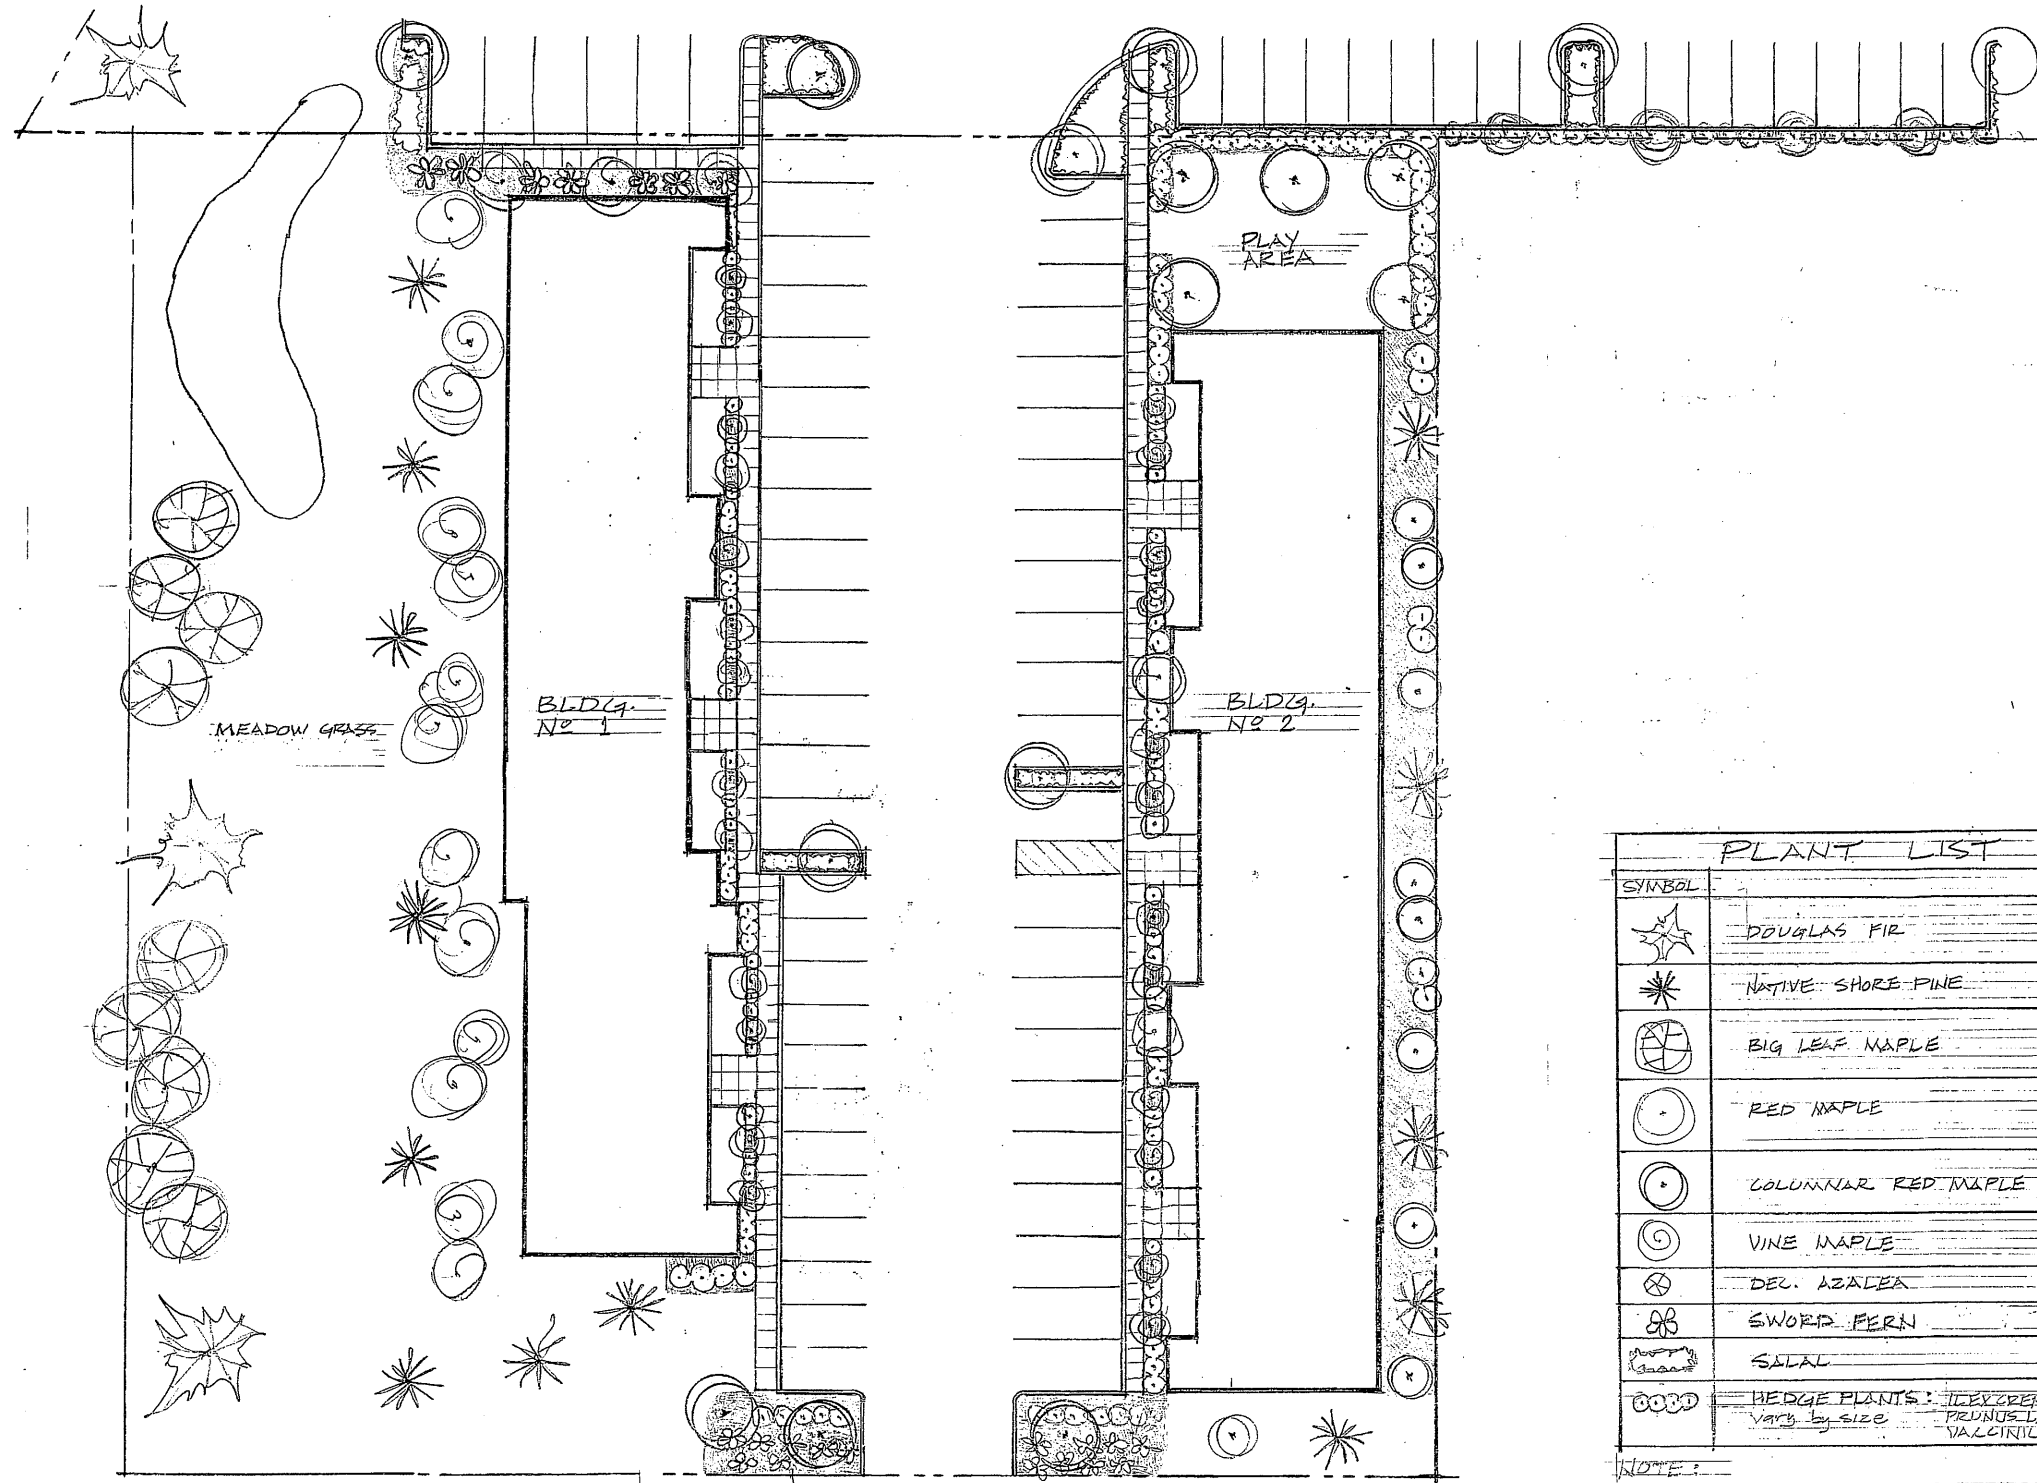 PLAY
AREA
MEADOW GRASS
BLDG.
Nº 1
BLDG.
Nº 2
PLANT LIST
SYMBOL
DOUGLAS FIR
NATIVE SHORE PINE
BIG LEAF MAPLE
RED MAPLE
COLUMNAR RED MAPLE
VINE MAPLE
DEC. AZALEA
SWORD FERN
SALAL
HEDGE PLANTS:
vary by size
PRUNUS
NOTE: